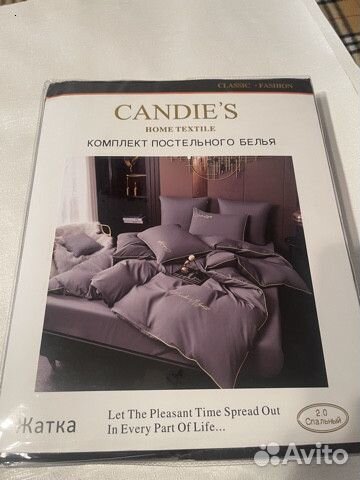 CLASSIC · FASHION
CANDIE'S
HOME TEXTILE
КОМПЛЕКТ ПОСТЕЛЬНОГО БЕЛЬЯ
Жатка
Let The Pleasant Time Spread Out
In Every Part Of Life...
2.0
Спальный
Avito